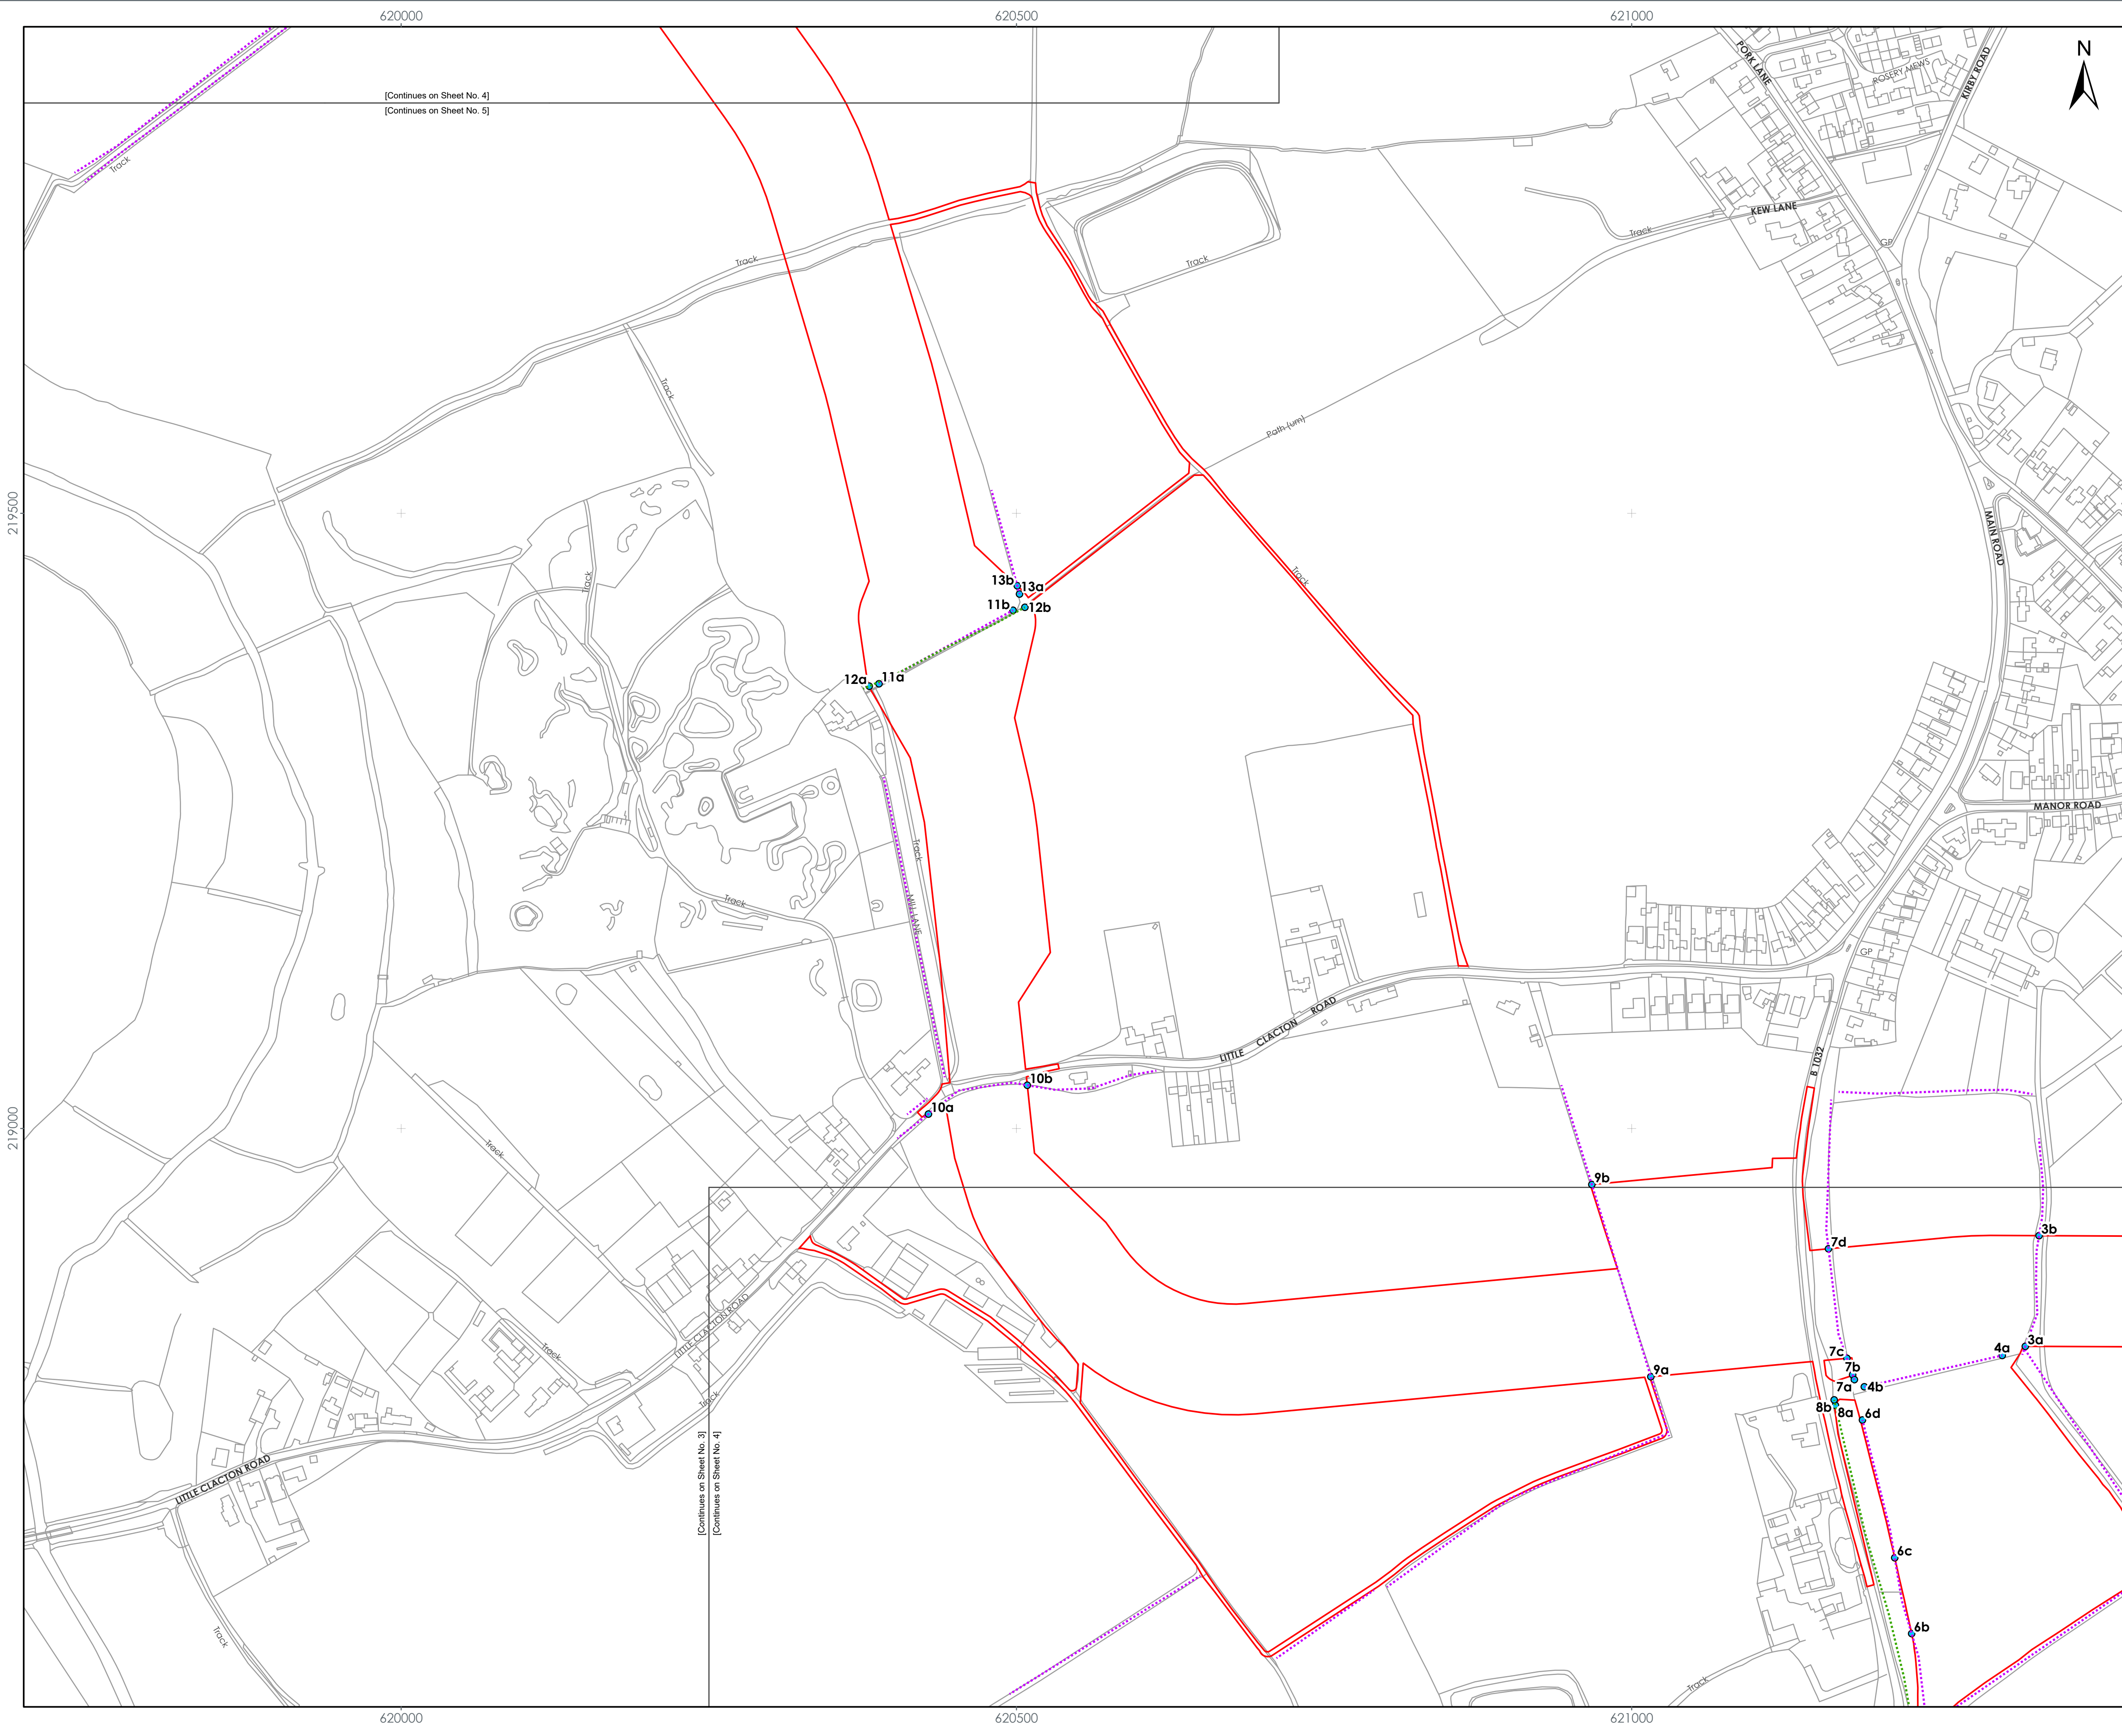 620000
620500
621000
N
PORK LANE
ROSERY MEWS
KIRBY ROAD
[Continues on Sheet No. 4]
[Continues on Sheet No. 5]
Track
KEW LANE
Track
GP
Track
Track
Track
Path (um)
219500
MAIN ROAD
Track
Track
13b
13a
11b
12b
12a
11a
MANOR ROAD
Track
MILL LANE
Track
GP
LITTLE CLACTON ROAD
B 1032
10b
10a
219000
Track
9b
3b
7d
LITTLE CLACTON ROAD
Track
3a
4a
7c
7b
9a
4b
7a
8b
8a
6d
Track
[Continues on Sheet No. 3]
[Continues on Sheet No. 4]
LITTLE CLACTON ROAD
6c
6b
Track
Track
620000
620500
621000